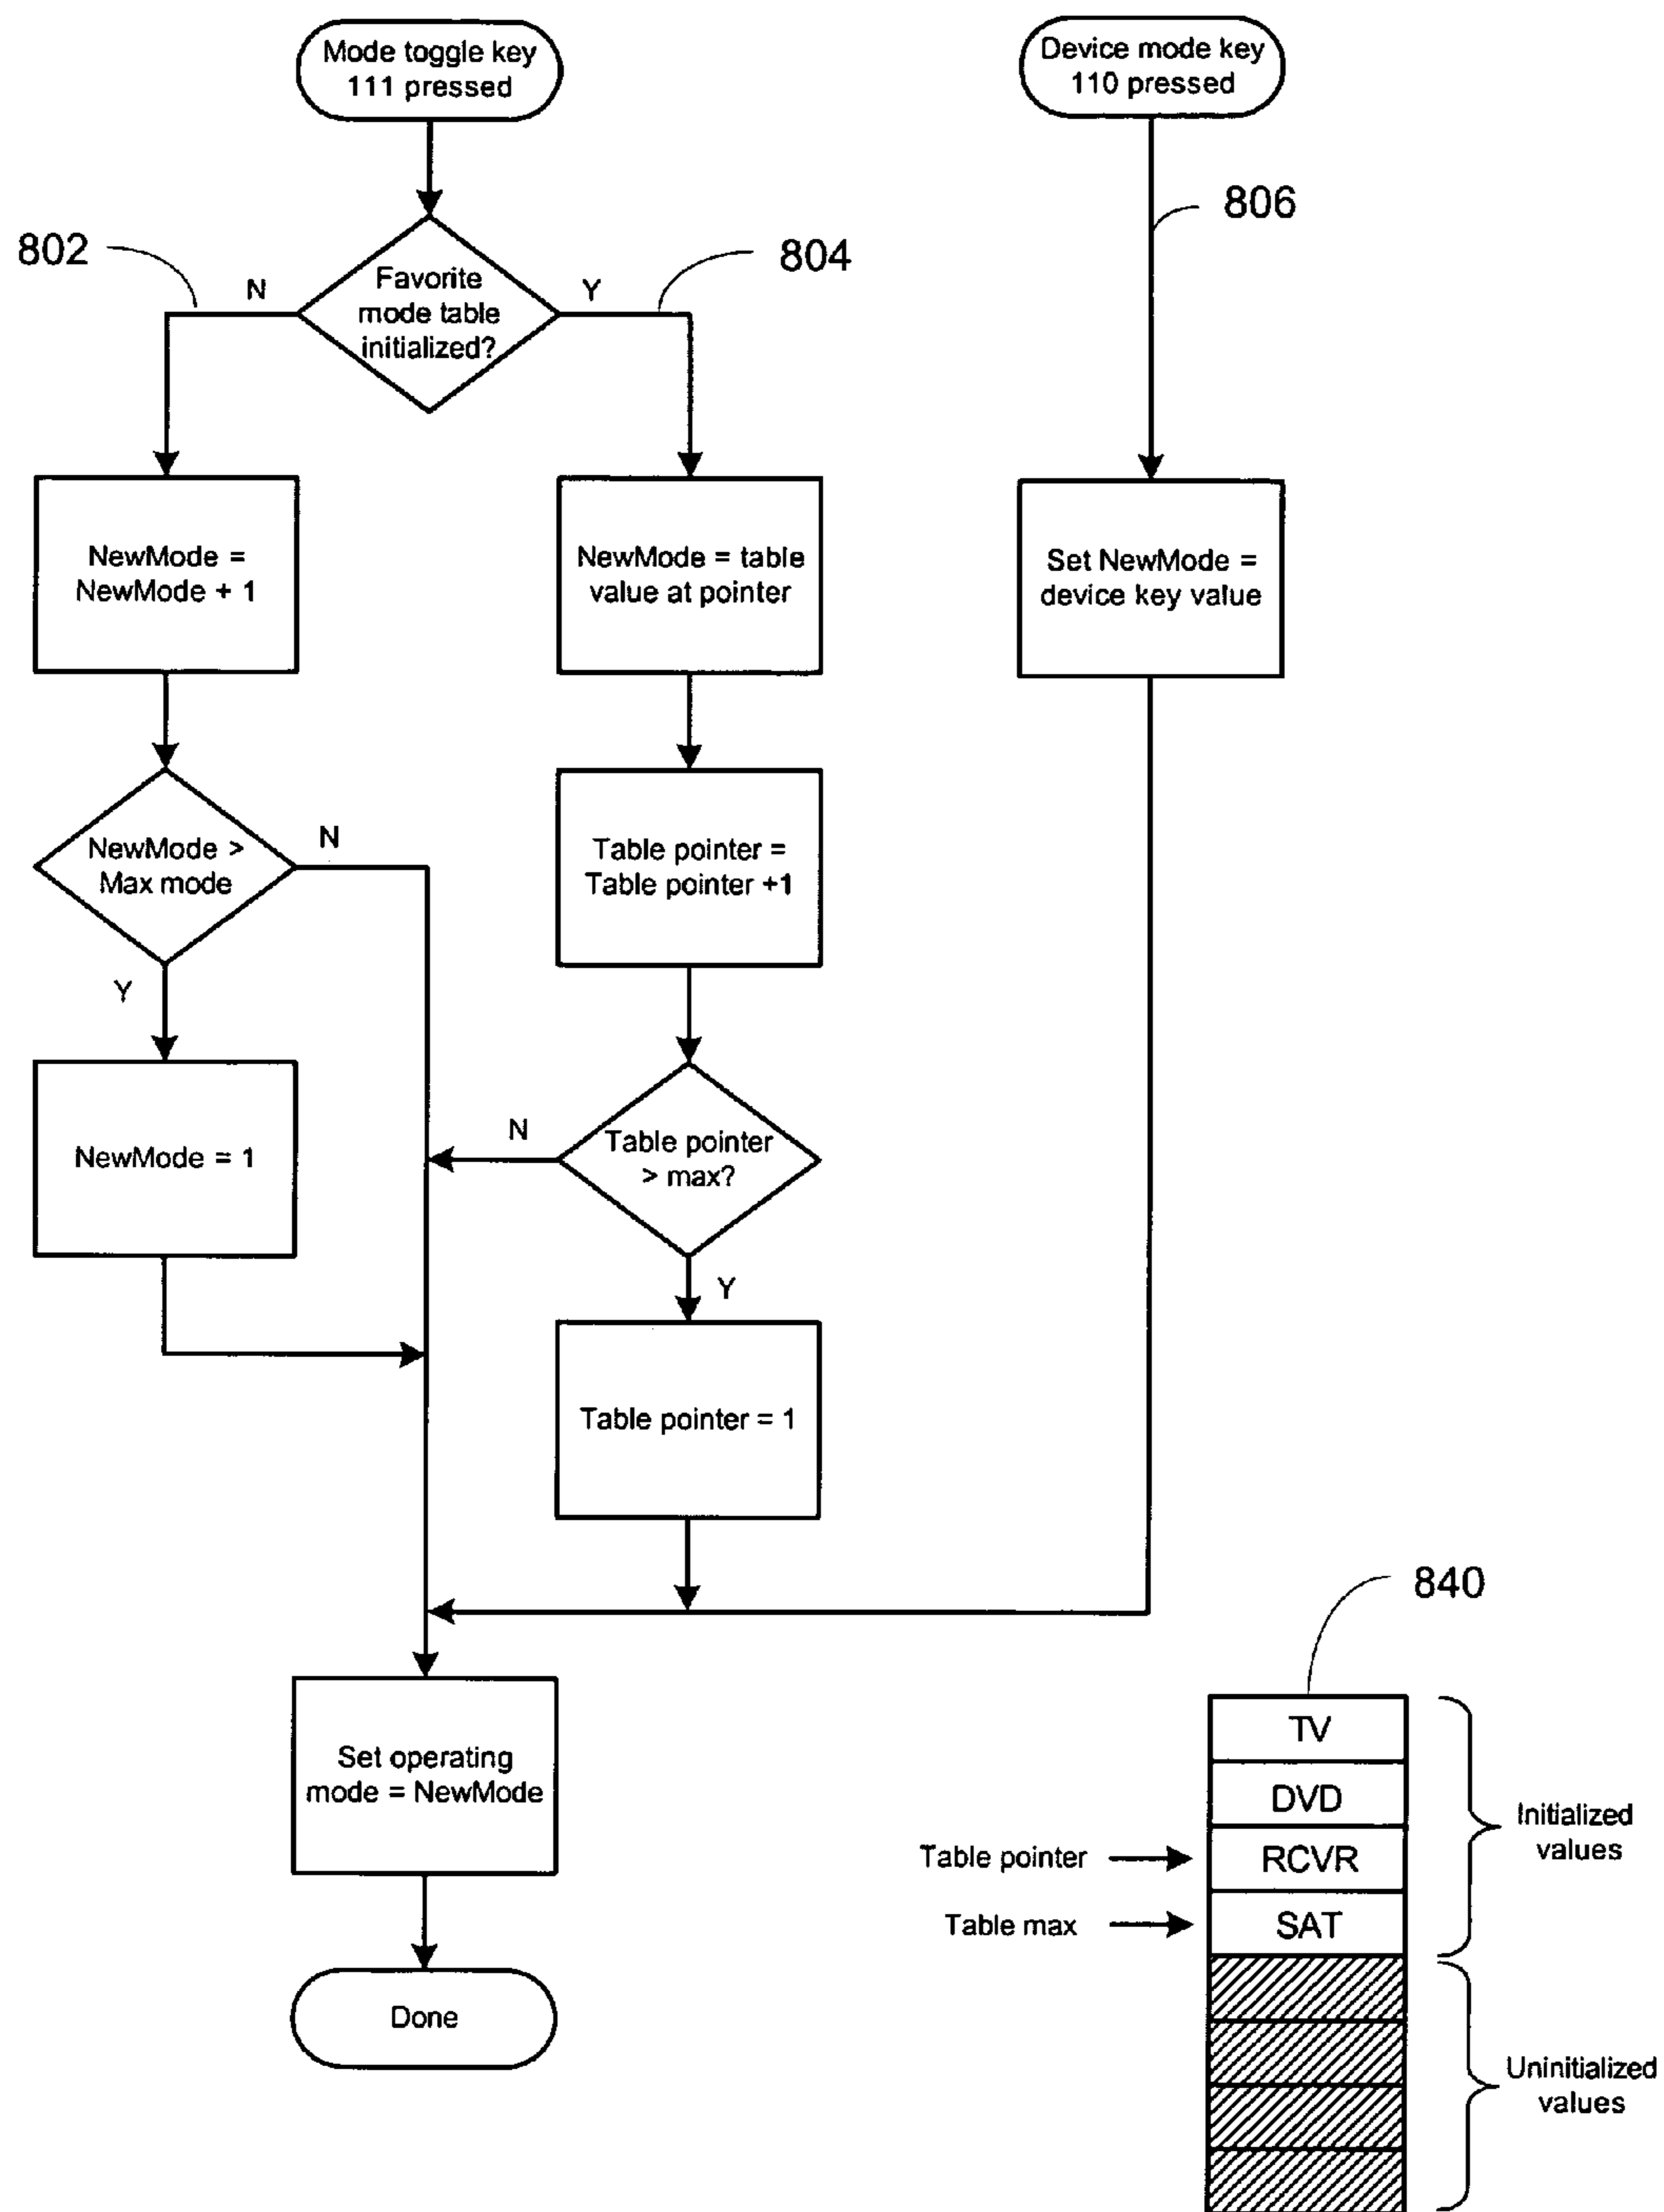 Mode toggle key
111 pressed
Device mode key
110 pressed
806
802
804
N
Y
Favorite
mode table
initialized?
NewMode =
NewMode + 1
NewMode = table
value at pointer
Set NewMode =
device key value
NewMode >
Max mode
N
Y
Table pointer =
Table pointer +1
NewMode = 1
N
Table pointer
> max?
Y
Table pointer = 1
840
Set operating
mode = NewMode
Done
TV
DVD
Table pointer
RCVR
Table max
SAT
Initialized
values
Uninitialized
values